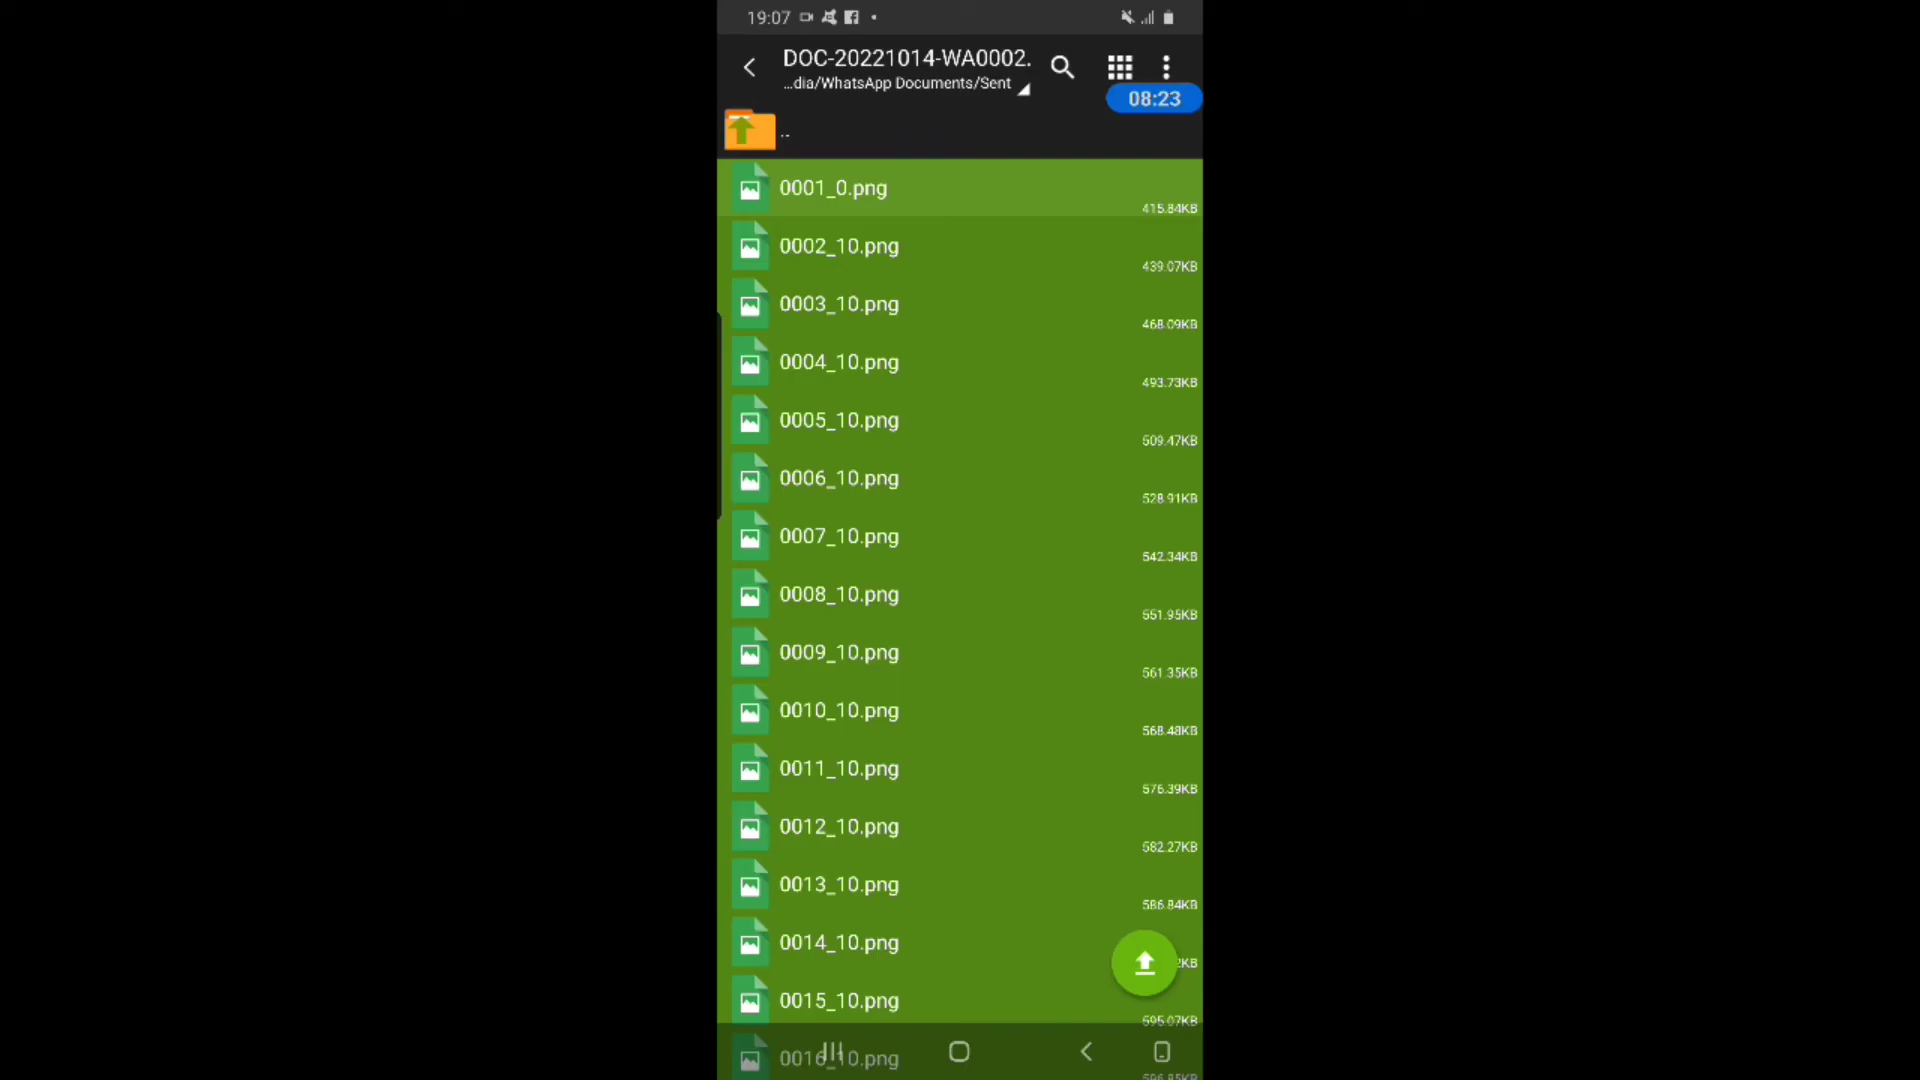 19:07
DOC-20221014-WA0002.
...dia/WhatsApp Documents/Sent
08:23
..
0001_0.png
415.84KB
0002_10.png
439.07KB
0003_10.png
468.09KB
0004_10.png
493.73KB
0005_10.png
509.47KB
0006_10.png
528.91KB
0007_10.png
542.34KB
0008_10.png
551.95KB
0009_10.png
561.35KB
0010_10.png
568.48KB
0011_10.png
576.39KB
0012_10.png
582.27KB
0013_10.png
586.84KB
0014_10.png
0015_10.png
595.07KB
0016_10.png